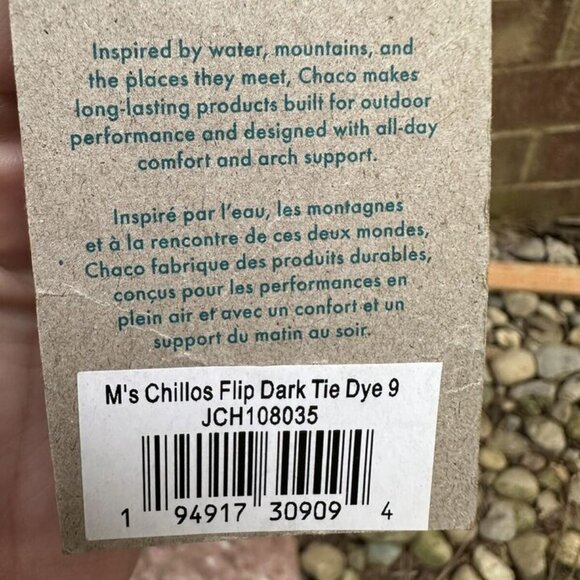 Inspired by water, mountains, and
the places they meet, Chaco makes
long-lasting products built for outdoor
performance and designed with all-day
comfort and arch support.
Inspiré par l'eau, les montagnes
et à la rencontre de ces deux mondes,
Chaco fabrique des produits durables,
conçus pour les performances en
plein air et avec un confort et un
support du matin au soir.
M's Chillos Flip Dark Tie Dye 9
JCH108035
1 94917 30909 4